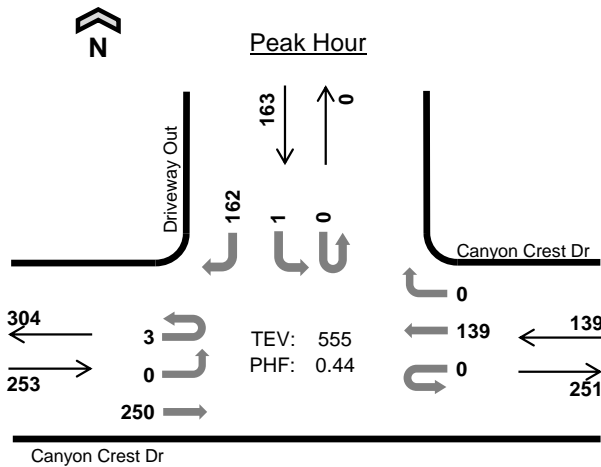 N
Peak Hour
Driveway Out
163
0
162
1
0
Canyon Crest Dr
0
304
3
TEV: 555
139
139
253
0
PHF: 0.44
0
251
250
Canyon Crest Dr